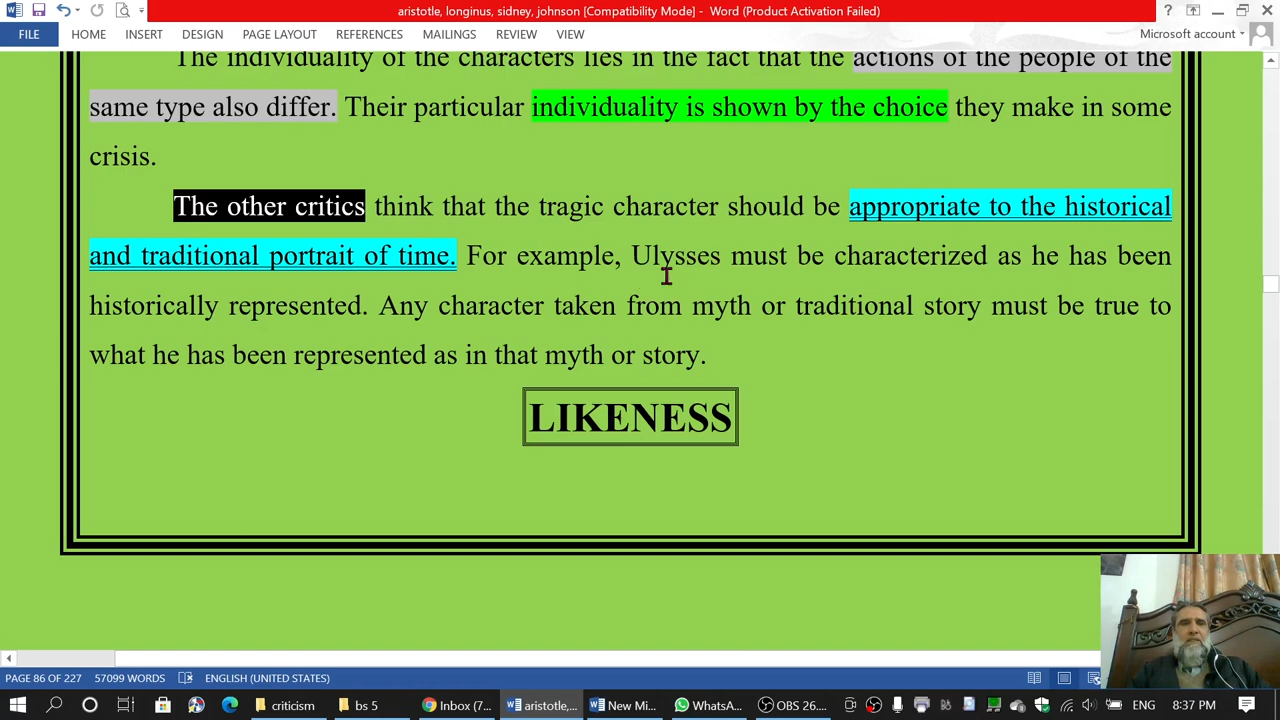 aristotle, longinus, sidney, johnson [Compatibility Mode] - Word (Product Activation Failed)
FILE HOME INSERT DESIGN PAGE LAYOUT REFERENCES MAILINGS REVIEW VIEW Microsoft account
The individuality of the characters lies in the fact that the actions of the people of the
same type also differ. Their particular individuality is shown by the choice they make in some
crisis.
The other critics think that the tragic character should be appropriate to the historical
and traditional portrait of time. For example, Ulysses must be characterized as he has been
historically represented. Any character taken from myth or traditional story must be true to
what he has been represented as in that myth or story.
LIKENESS
PAGE 86 OF 227 57099 WORDS ENGLISH (UNITED STATES)
criticism bs 5 Inbox (7... aristotle,... New Mi... WhatsA... OBS 26.... ENG 8:37 PM